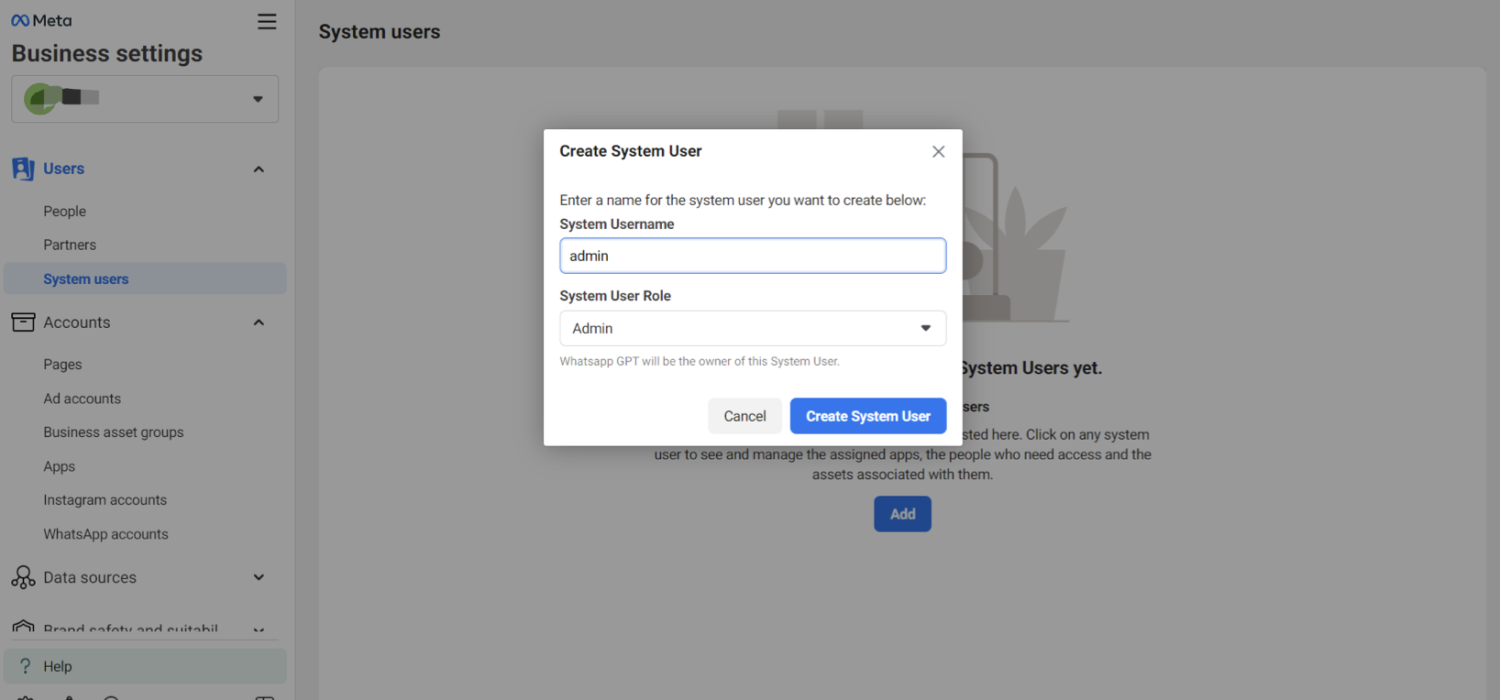 Meta
Business settings
Users
People
Partners
System users
Accounts
Pages
Ad accounts
Business asset groups
Apps
Instagram accounts
WhatsApp accounts
Data sources
Brand safety and suitabil
? Help
System users
Create System User
Enter a name for the system user you want to create below:
System Username
admin
System User Role
Admin
Whatsapp GPT will be the owner of this System User.
Cancel
Create System User
System Users yet.
sers
sted here. Click on any system
user to see and manage the assigned apps, the people who need access and the
assets associated with them.
Add